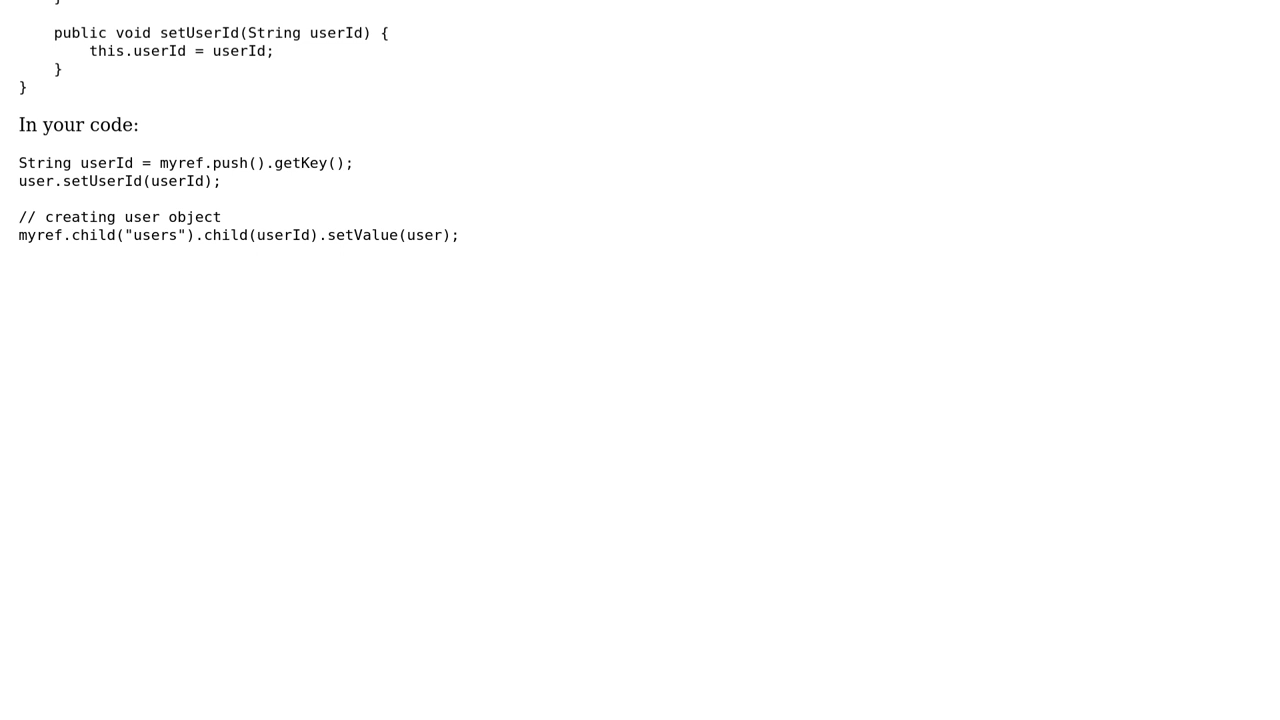 }
    public void setUserId(String userId) {
        this.userId = userId;
    }
}
In your code:
String userId = myref.push().getKey();
user.setUserId(userId);
// creating user object
myref.child("users").child(userId).setValue(user);